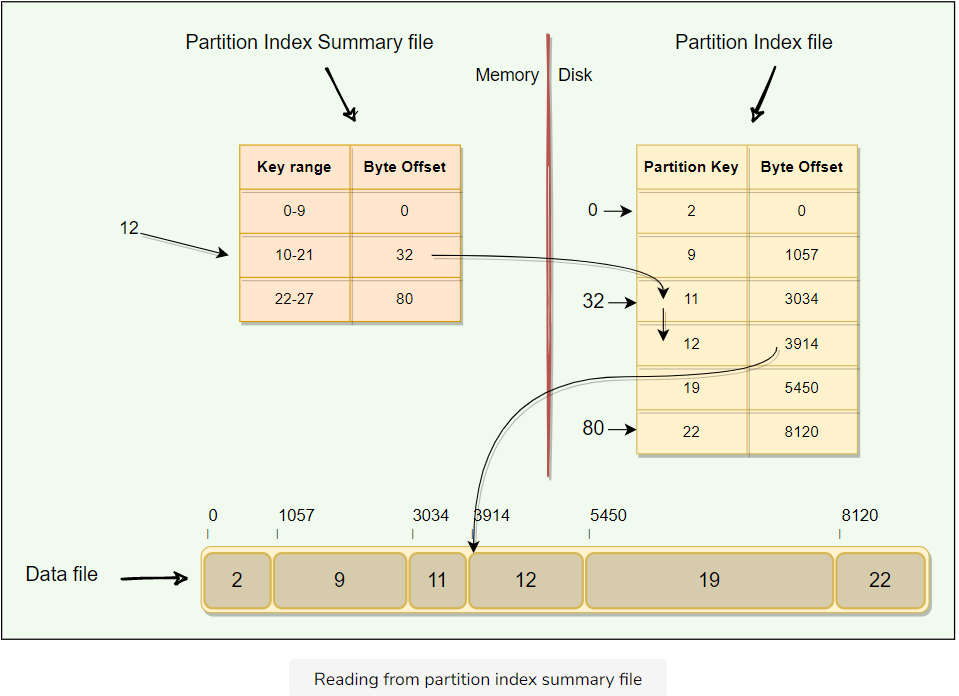 Partition Index Summary file
Partition Index file
Memory
Disk
Key range Byte Offset
0-9 0
10-21 32
22-27 80
12
Partition Key Byte Offset
2 0
9 1057
11 3034
12 3914
19 5450
22 8120
0
32
80
0 1057 3034 3914 5450 8120
Data file
2 9 11 12 19 22
Reading from partition index summary file